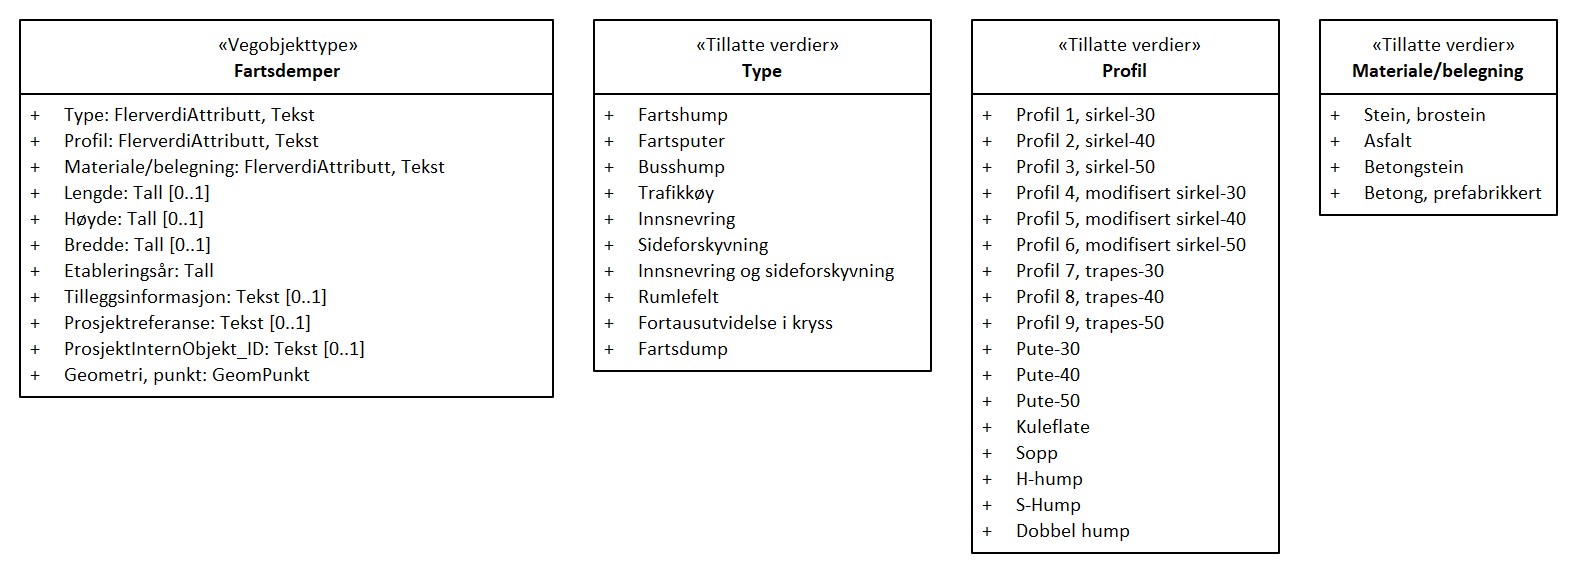 «Vegobjekttype»
Fartsdemper
+ Type: FlerverdiAttributt, Tekst
+ Profil: FlerverdiAttributt, Tekst
+ Materiale/belegning: FlerverdiAttributt, Tekst
+ Lengde: Tall [0..1]
+ Høyde: Tall [0..1]
+ Bredde: Tall [0..1]
+ Etableringsår: Tall
+ Tilleggsinformasjon: Tekst [0..1]
+ Prosjektreferanse: Tekst [0..1]
+ ProsjektInternObjekt_ID: Tekst [0..1]
+ Geometri, punkt: GeomPunkt
«Tillatte verdier»
Type
+ Fartshump
+ Fartsputer
+ Busshump
+ Trafikkøy
+ Innsnevring
+ Sideforskyvning
+ Innsnevring og sideforskyvning
+ Rumlefelt
+ Fortausutvidelse i kryss
+ Fartsdump
«Tillatte verdier»
Profil
+ Profil 1, sirkel-30
+ Profil 2, sirkel-40
+ Profil 3, sirkel-50
+ Profil 4, modifisert sirkel-30
+ Profil 5, modifisert sirkel-40
+ Profil 6, modifisert sirkel-50
+ Profil 7, trapes-30
+ Profil 8, trapes-40
+ Profil 9, trapes-50
+ Pute-30
+ Pute-40
+ Pute-50
+ Kuleflate
+ Sopp
+ H-hump
+ S-Hump
+ Dobbel hump
«Tillatte verdier»
Materiale/belegning
+ Stein, brostein
+ Asfalt
+ Betongstein
+ Betong, prefabrikkert